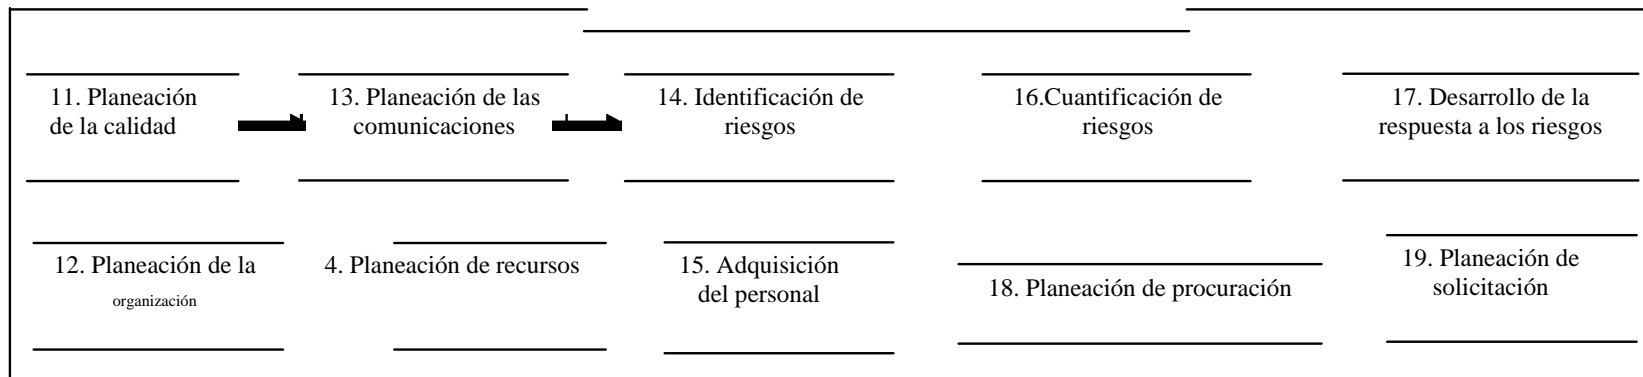 11. Planeación
de la calidad
13. Planeación de las
comunicaciones
14. Identificación de
riesgos
16.Cuantificación de
riesgos
17. Desarrollo de la
respuesta a los riesgos
12. Planeación de la
organización
4. Planeación de recursos
15. Adquisición
del personal
18. Planeación de procuración
19. Planeación de
solicitación